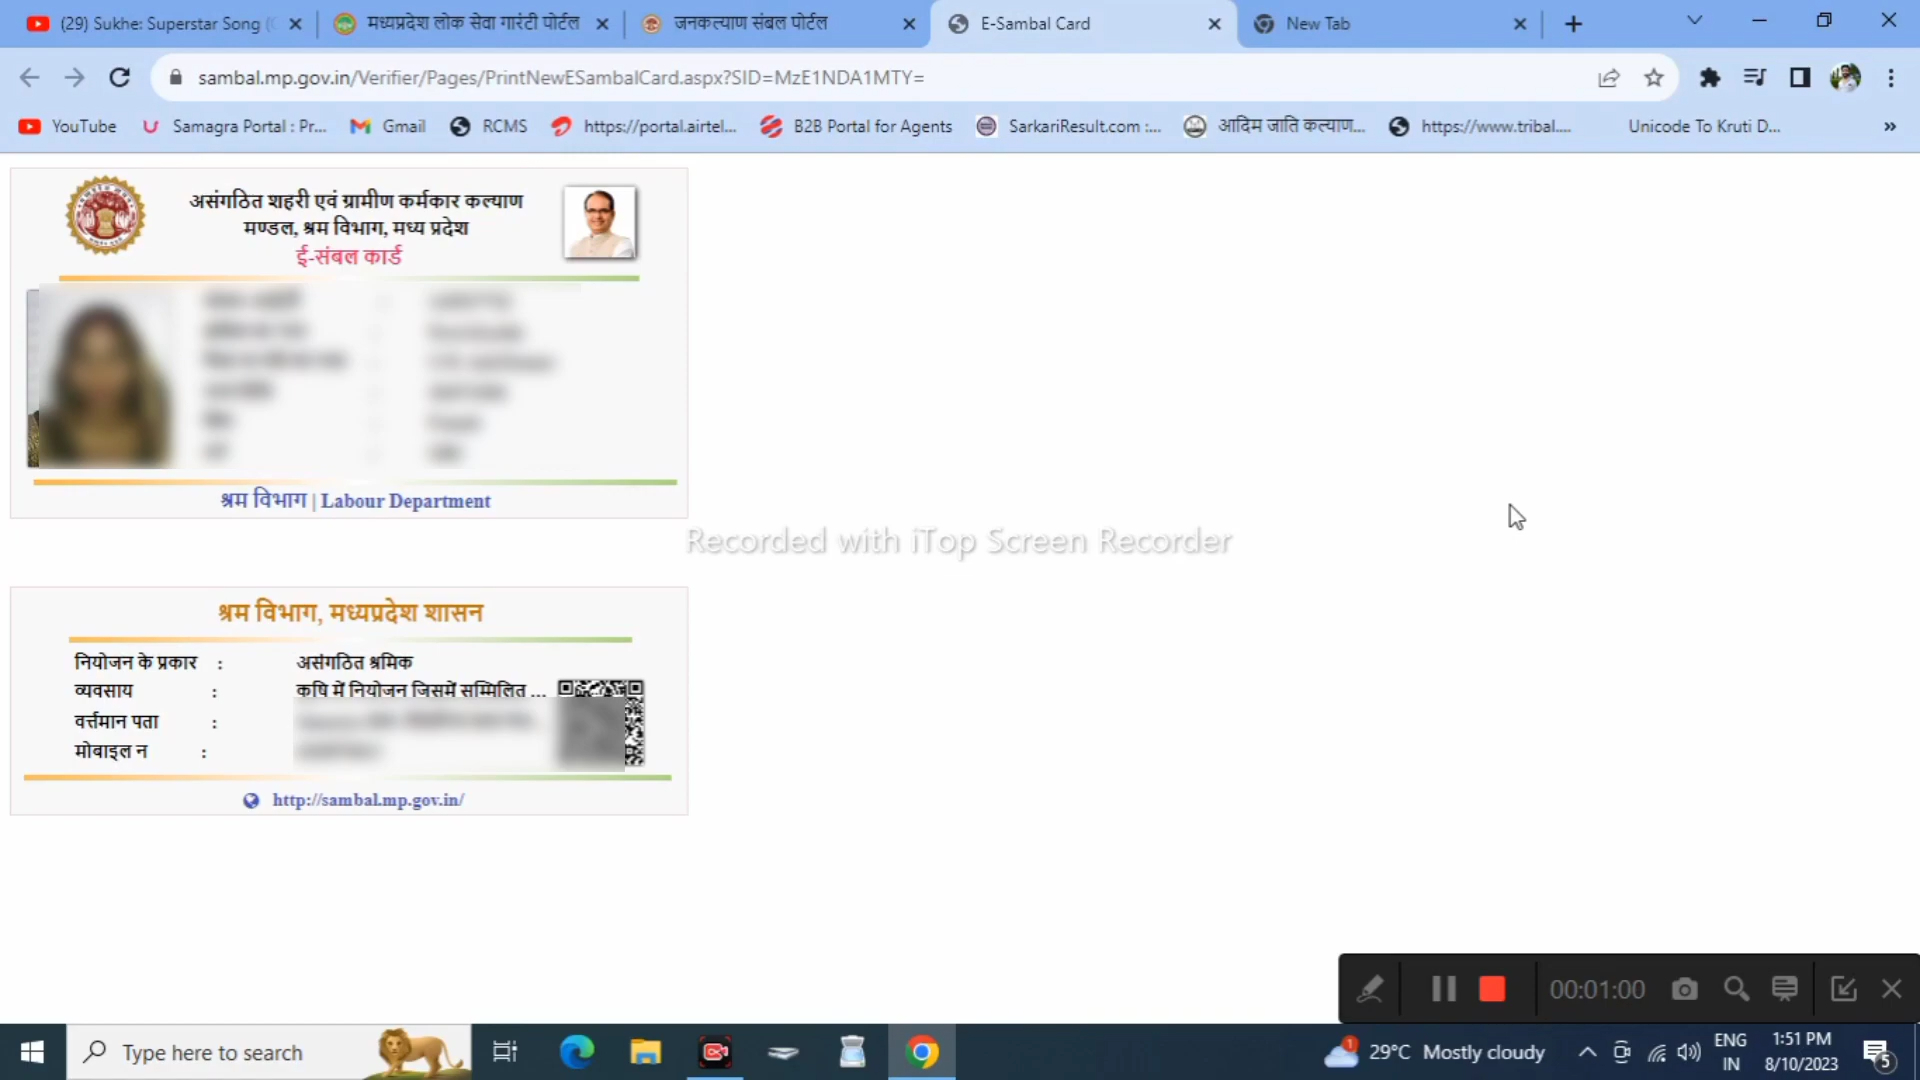 (29) Sukhe: Superstar Song
मध्यप्रदेश लोक सेवा गारंटी पोर्टल
जनकल्याण संबल पोर्टल
E-Sambal Card
New Tab
sambal.mp.gov.in/Verifier/Pages/PrintNewESambalCard.aspx?SID=MzE1NDA1MTY=
YouTube
Samagra Portal : Pr...
Gmail
RCMS
https://portal.airtel...
B2B Portal for Agents
SarkariResult.com :...
आदिम जाति कल्याण...
https://www.tribal....
Unicode To Kruti D...
»
असंगठित शहरी एवं ग्रामीण कर्मकार कल्याण
मण्डल, श्रम विभाग, मध्य प्रदेश
ई-संबल कार्ड
श्रम विभाग | Labour Department
Recorded with iTop Screen Recorder
श्रम विभाग, मध्यप्रदेश शासन
नियोजन के प्रकार : असंगठित श्रमिक
व्यवसाय : कृषि में नियोजन जिसमें सम्मिलित ...
वर्त्तमान पता :
मोबाइल न :
http://sambal.mp.gov.in/
00:01:00
Type here to search
1
29°C Mostly cloudy
ENG
IN
1:51 PM
8/10/2023
5